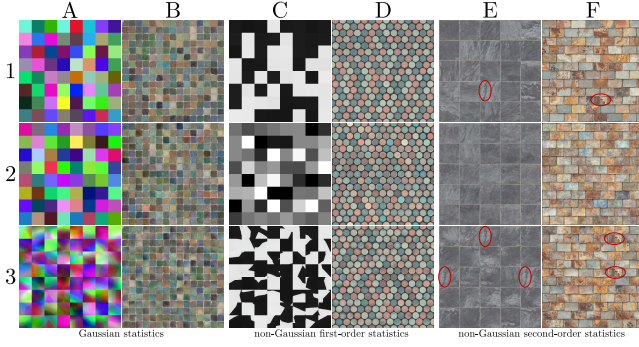 A B C D E F
1
2
3
Gaussian statistics non-Gaussian first-order statistics non-Gaussian second-order statistics